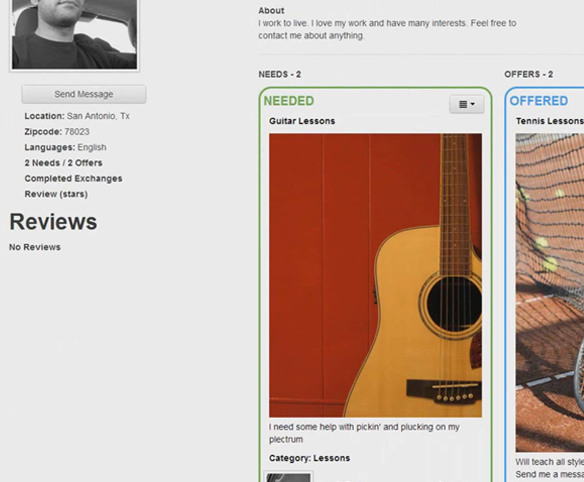 About
I work to live. I love my work and have many interests. Feel free to
contact me about anything.
Send Message
Location: San Antonio, Tx
Zipcode: 78023
Languages: English
2 Needs / 2 Offers
Completed Exchanges
Review (stars)
Reviews
No Reviews
NEEDS - 2
NEEDED
Guitar Lessons
I need some help with pickin' and plucking on my
plectrum
Category: Lessons
OFFERS - 2
OFFERED
Tennis Lessons
Will teach all style
Send me a messa